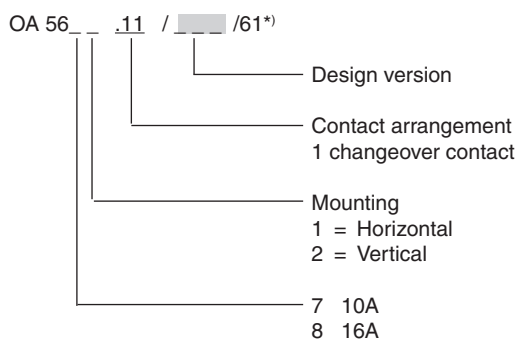 OA 56_ _ .11 / _ _ _ /61*)
Design version
Contact arrangement
1 changeover contact
Mounting
1 = Horizontal
2 = Vertical
7 10A
8 16A